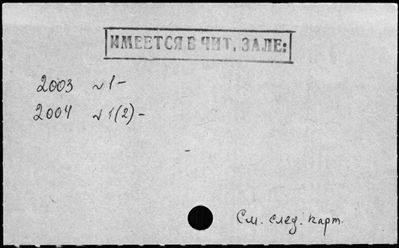 ИМЕЕТСЯ В ЧИТ. ЗАЛЕ:
2003 №1-
2004 №1(2)-
См. след. карт.